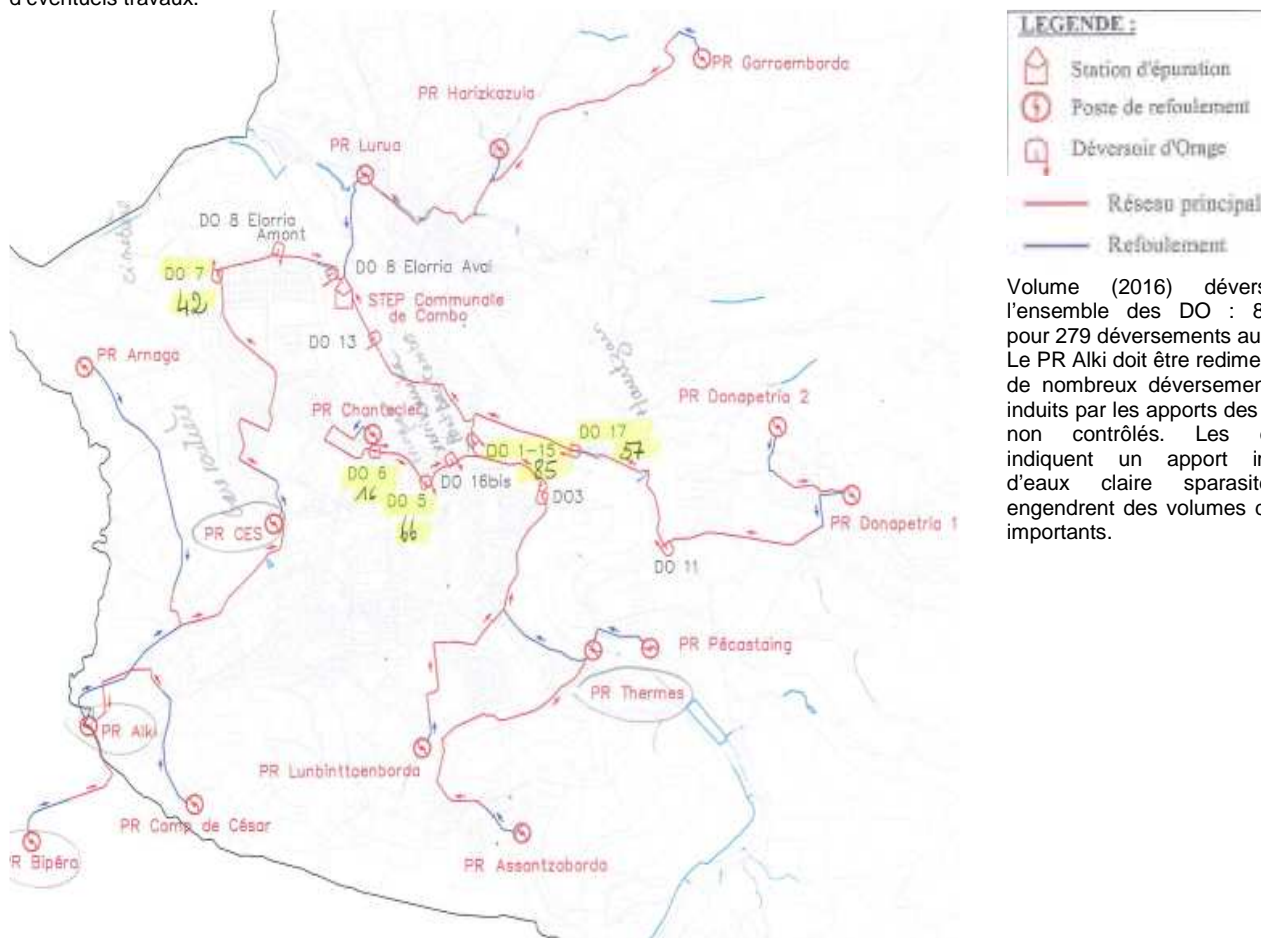 d'éventuels travaux.
LEGENDE :
Station d'épuration
Poste de refoulement
Déversoir d'Orage
Réseau principal
Refoulement
PR Garroemborda
PR Harizkazuia
PR Lurua
DO 8 Elorria
Amont
cimetière
DO 7
42
DO 8 Elorria Aval
STEP Communale
de Cambo
DO 13
PR Arnaga
PR Chantecler
PR Donapetria 2
DO 17
57
DO 1-15
85
DO 6
16
DO 5
66
DO 16bis
DO3
PR CES
PR Donapetria 1
DO 11
PR Pécastaing
PR Thermes
PR Alki
PR Lunbinttoenborda
PR Camp de César
PR Bipéra
PR Assantzaborda
Volume (2016) dévers
l'ensemble des DO : 8
pour 279 déversements au
Le PR Alki doit être redime
de nombreux déversemen
induits par les apports des
non contrôlés. Les
indiquent un apport i
d'eaux claire sparasit
engendrent des volumes
importants.